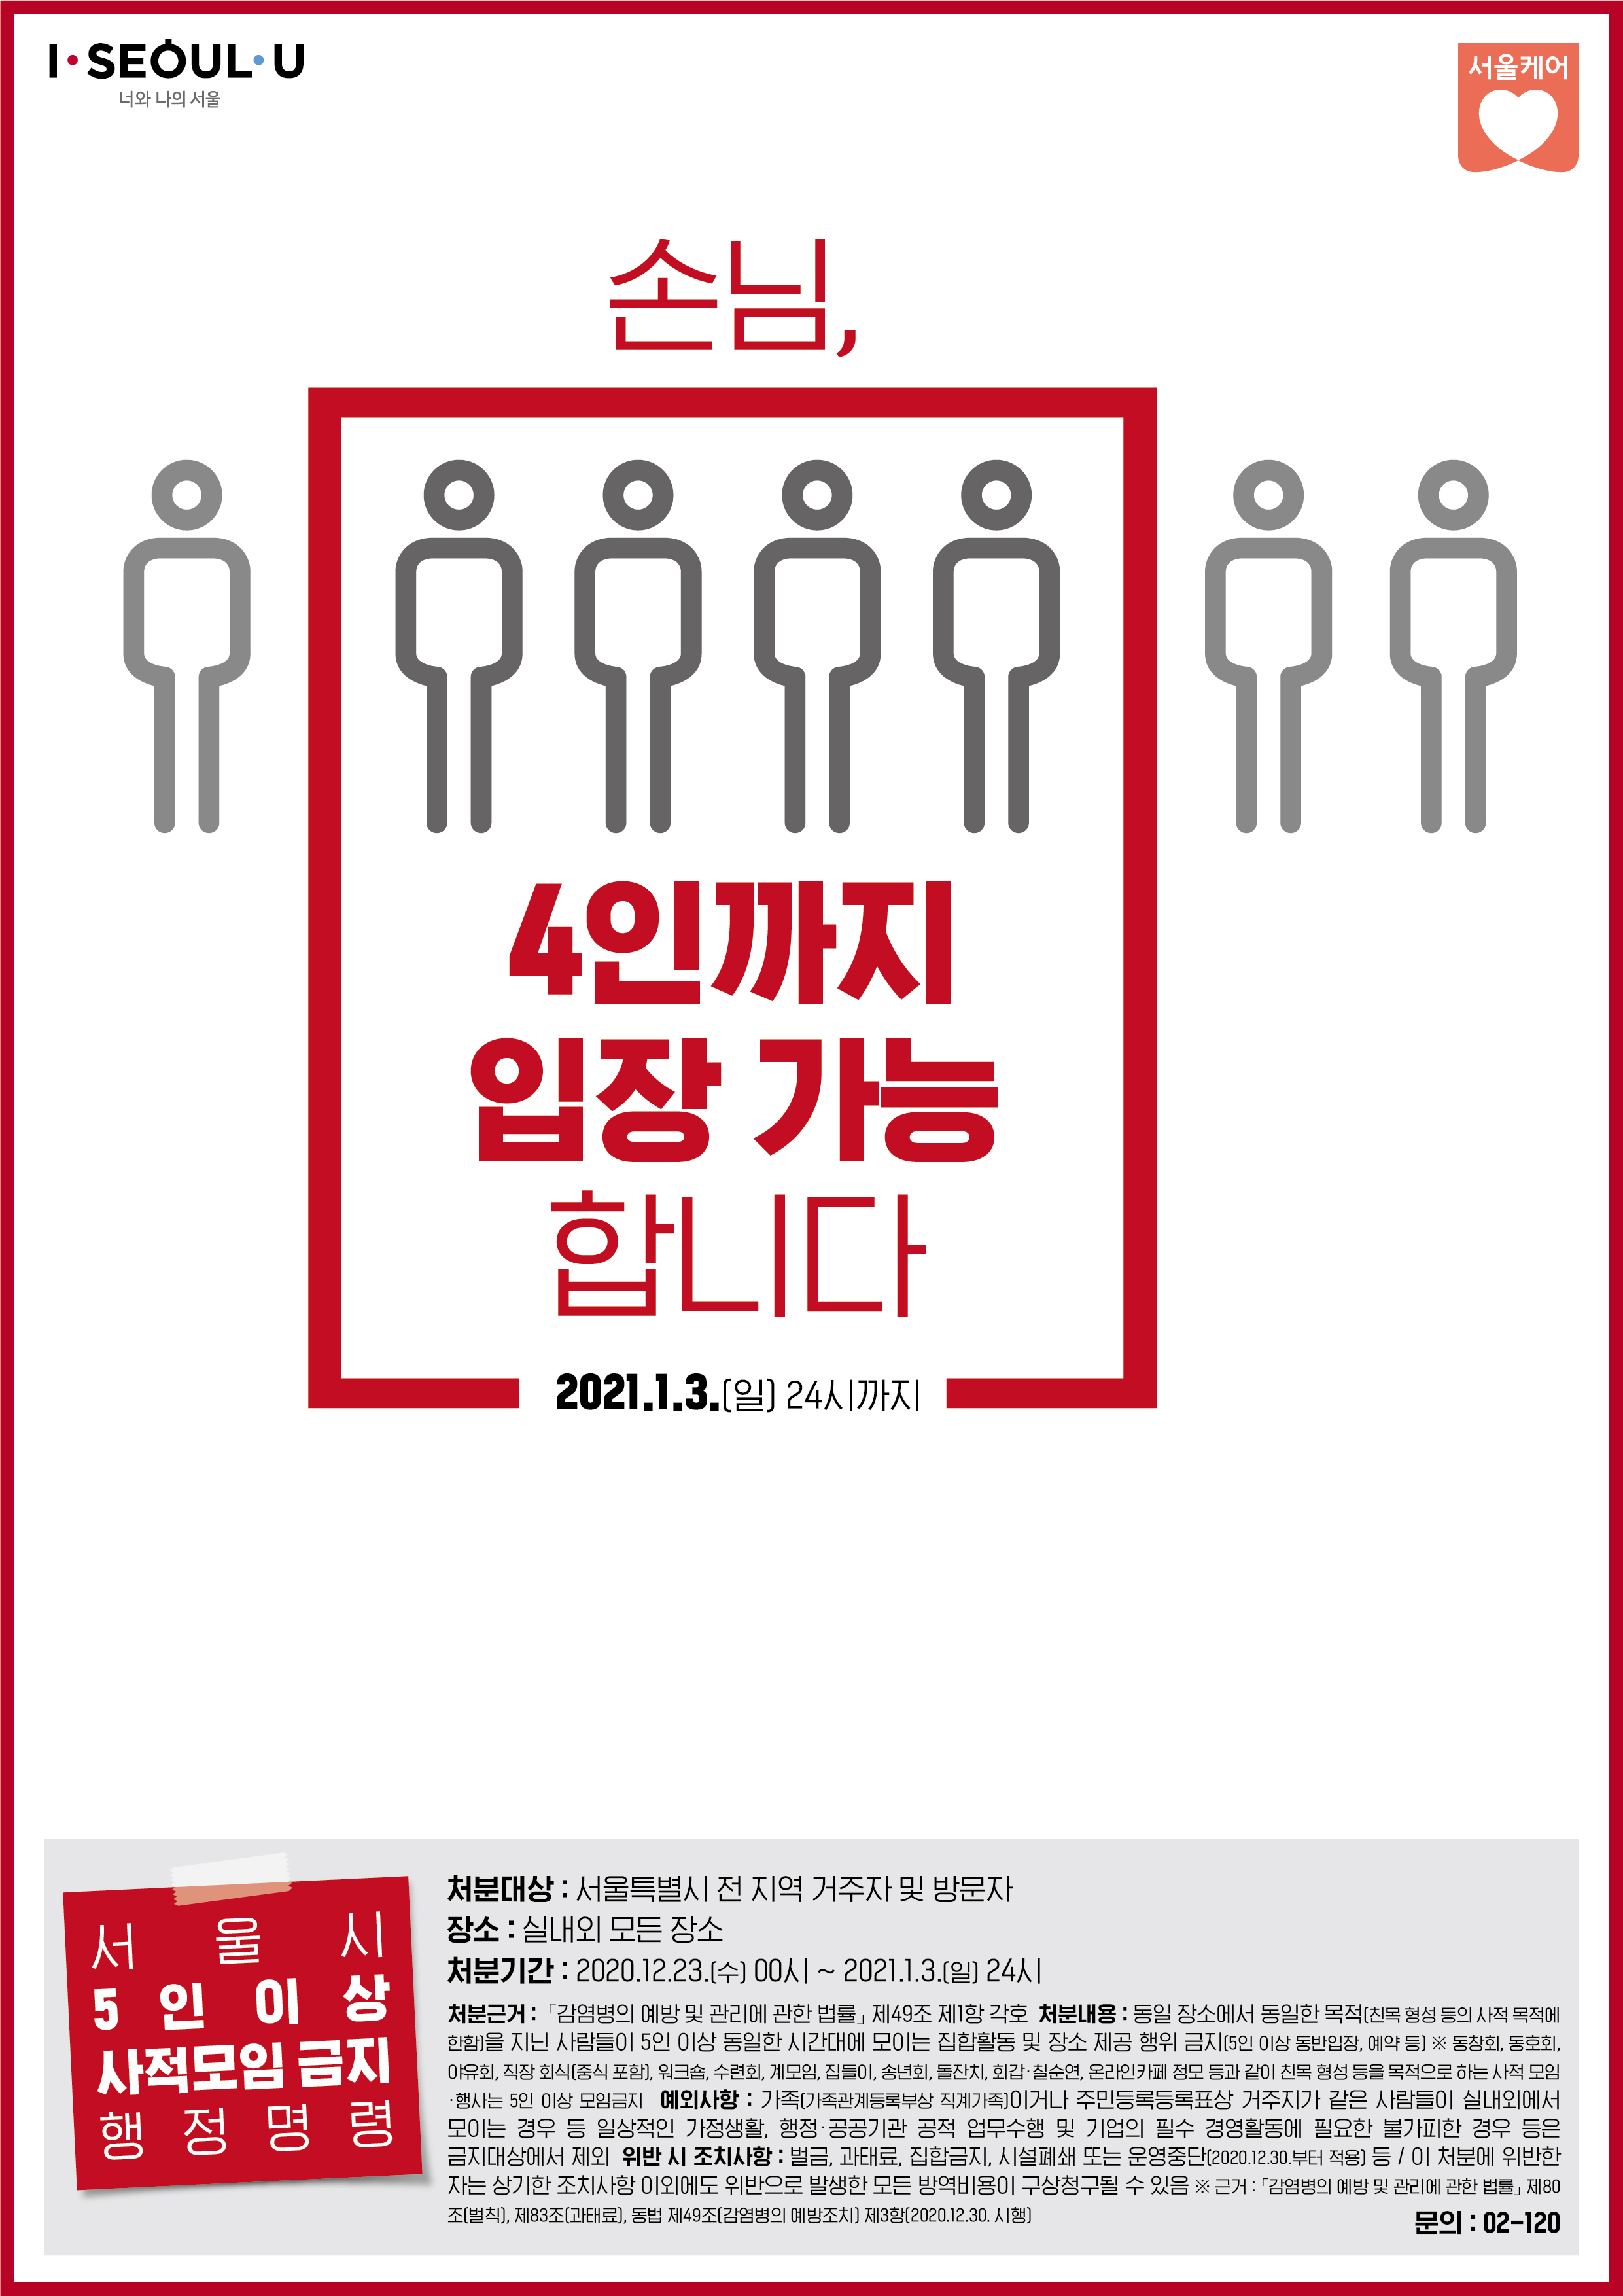 I·SEOUL·U
너와 나의 서울
서울케어
손님,
4인까지
입장 가능
합니다
2021.1.3.(일) 24시까지
서울시
5인이상
사적모임 금지
행정명령
처분대상 : 서울특별시 전 지역 거주자 및 방문자
장소 : 실내외 모든 장소
처분기간 : 2020.12.23.(수) 00시 ~ 2021.1.3.(일) 24시
처분근거 : 「감염병의 예방 및 관리에 관한 법률」 제49조 제1항 각호 처분내용 : 동일 장소에서 동일한 목적(친목 형성 등의 사적 목적에
한함)을 지닌 사람들이 5인 이상 동일한 시간대에 모이는 집합활동 및 장소 제공 행위 금지(5인 이상 동반입장, 예약 등) ※ 동창회, 동호회,
야유회, 직장 회식(중식 포함), 워크숍, 수련회, 계모임, 집들이, 송년회, 돌잔치, 회갑·칠순연, 온라인카페 정모 등과 같이 친목 형성 등을 목적으로 하는 사적 모임
·행사는 5인 이상 모임금지 예외사항 : 가족(가족관계등록부상 직계가족)이거나 주민등록등록표상 거주지가 같은 사람들이 실내외에서
모이는 경우 등 일상적인 가정생활, 행정·공공기관 공적 업무수행 및 기업의 필수 경영활동에 필요한 불가피한 경우 등은
금지대상에서 제외 위반 시 조치사항 : 벌금, 과태료, 집합금지, 시설폐쇄 또는 운영중단(2020.12.30.부터 적용) 등 / 이 처분에 위반한
자는 상기한 조치사항 이외에도 위반으로 발생한 모든 방역비용이 구상청구될 수 있음 ※ 근거 : 「감염병의 예방 및 관리에 관한 법률」 제80
조(벌칙), 제83조(과태료), 동법 제49조(감염병의 예방조치) 제3항(2020.12.30. 시행)
문의 : 02-120